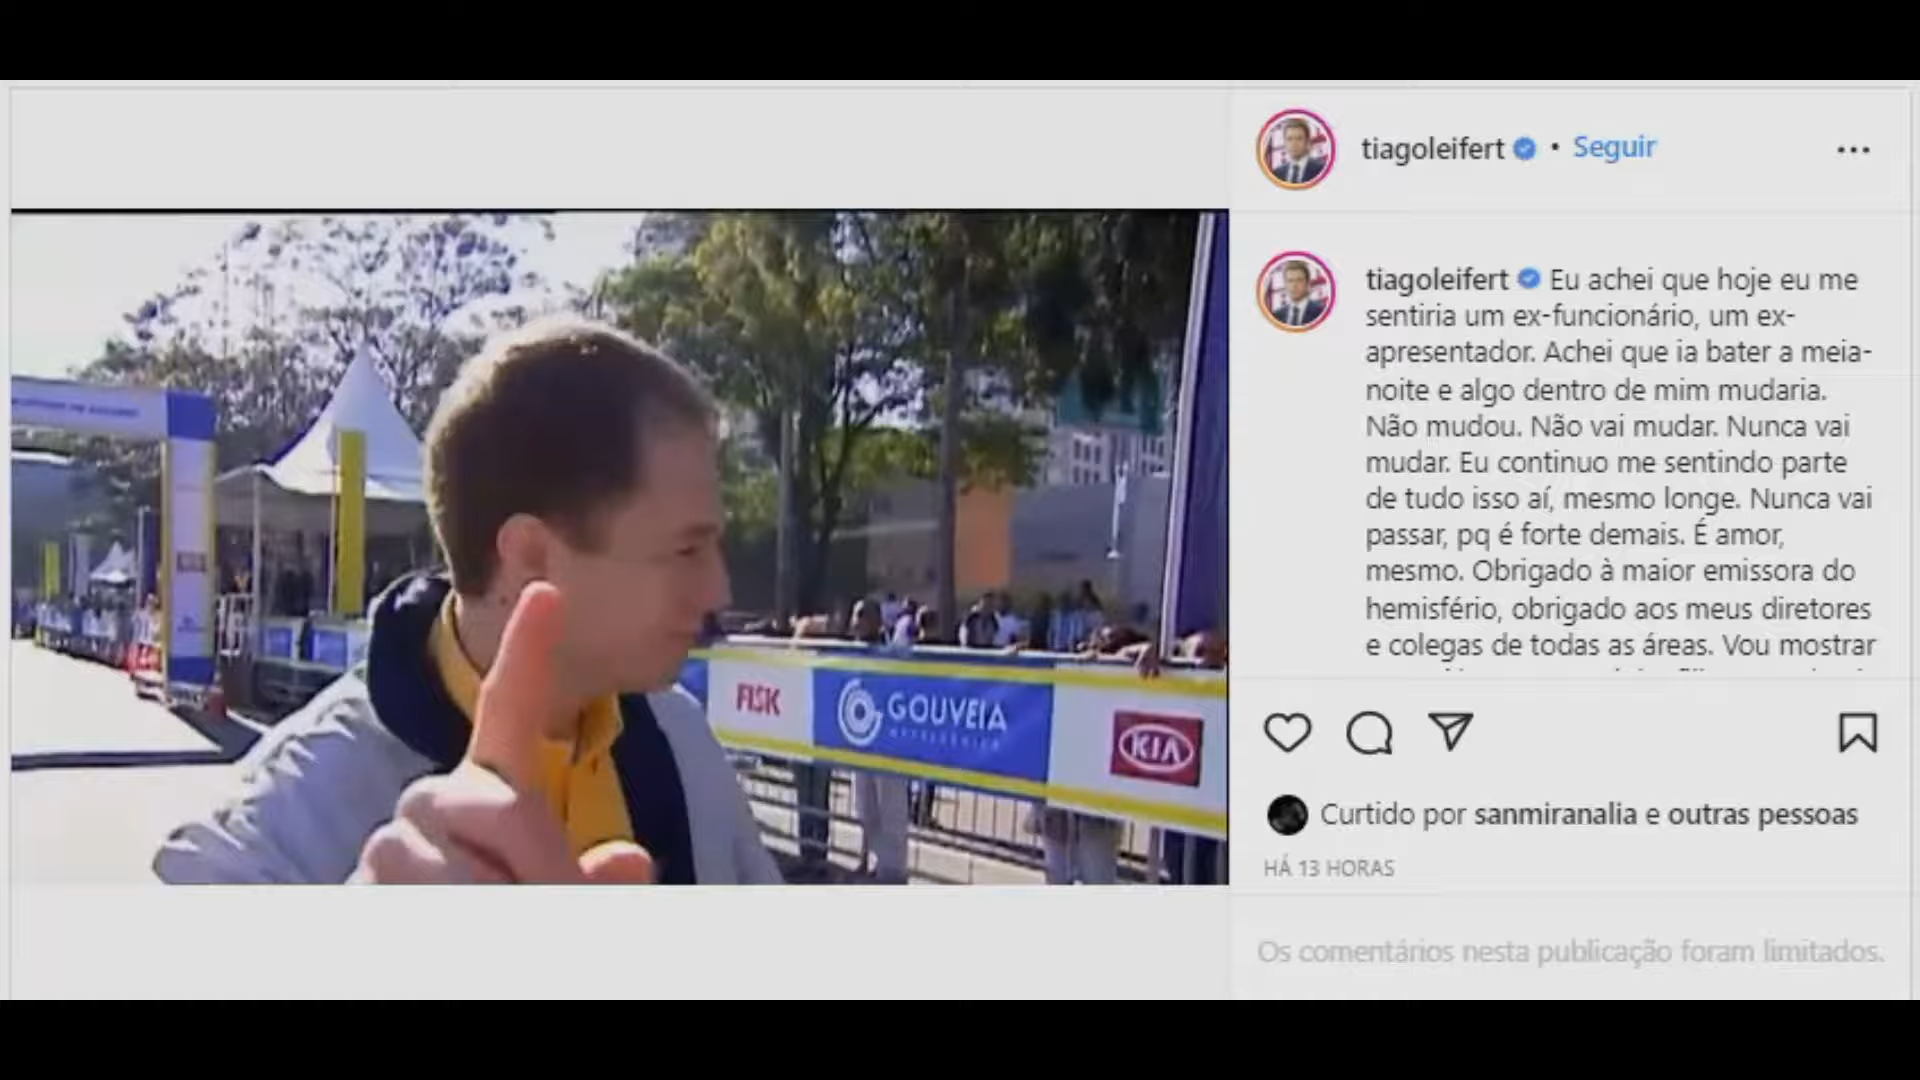 tiagoleifert • Seguir
tiagoleifert Eu achei que hoje eu me
sentiria um ex-funcionário, um ex-
apresentador. Achei que ia bater a meia-
noite e algo dentro de mim mudaria.
Não mudou. Não vai mudar. Nunca vai
mudar. Eu continuo me sentindo parte
de tudo isso aí, mesmo longe. Nunca vai
passar, pq é forte demais. É amor,
mesmo. Obrigado à maior emissora do
hemisfério, obrigado aos meus diretores
e colegas de todas as áreas. Vou mostrar
FISK
GOUVEIA
KIA
Curtido por sanmiranalia e outras pessoas
HÁ 13 HORAS
Os comentários nesta publicação foram limitados.